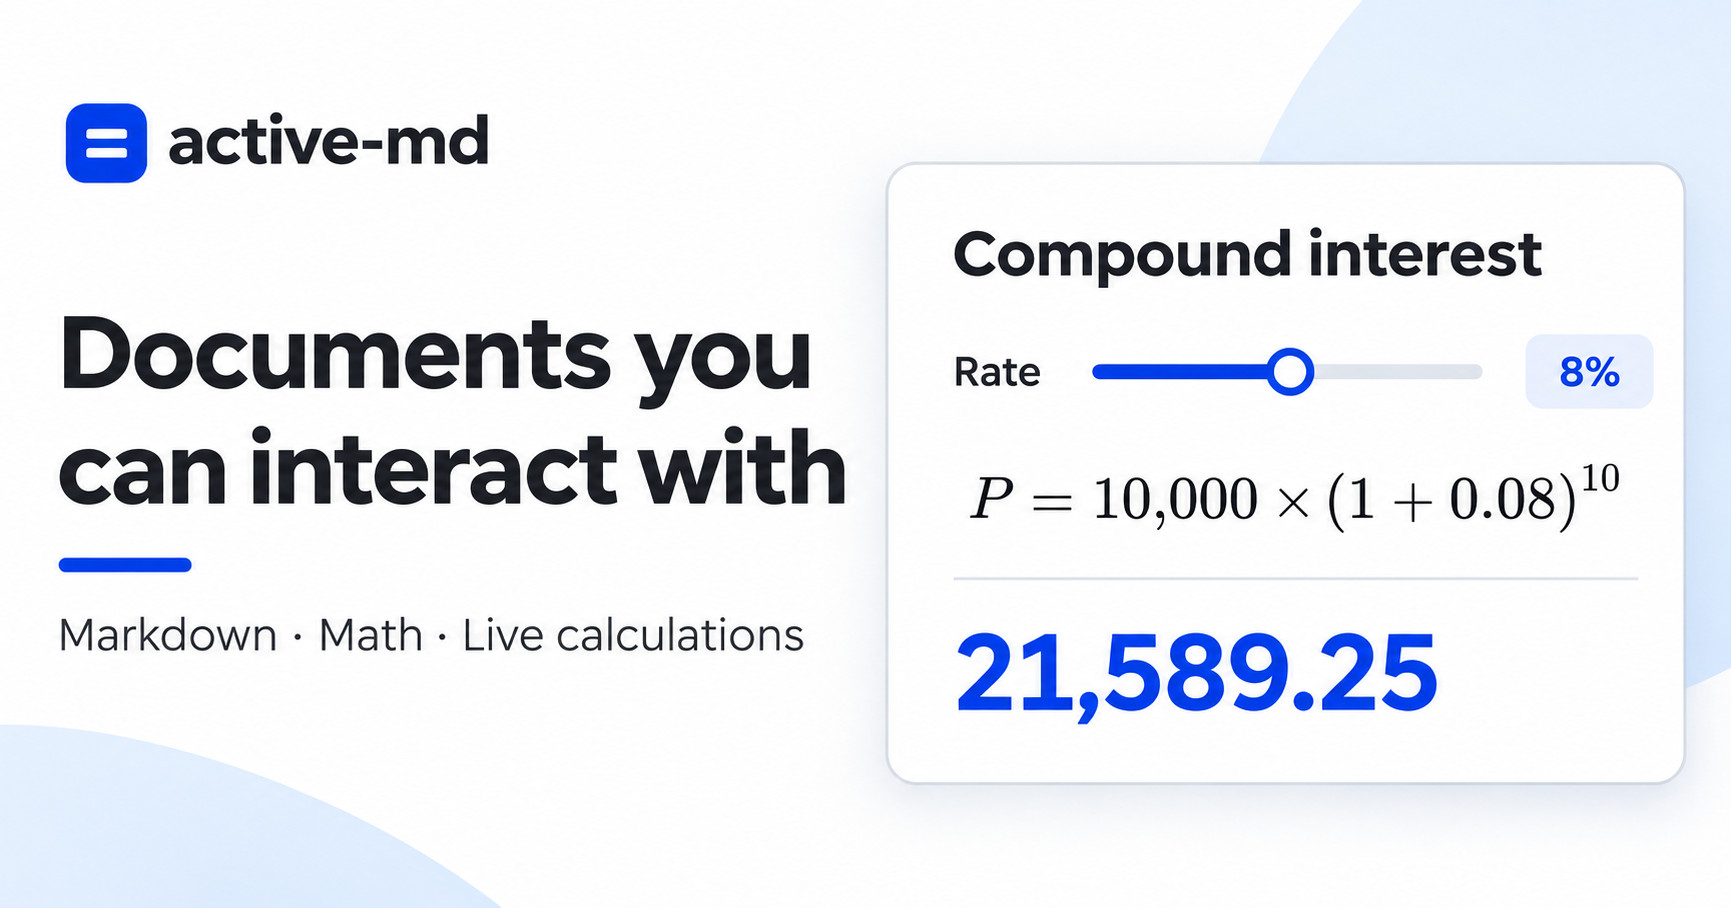 active-md
Documents you
can interact with
Markdown · Math · Live calculations
Compound interest
Rate 8%
P = 10,000 × (1 + 0.08)^10
21,589.25